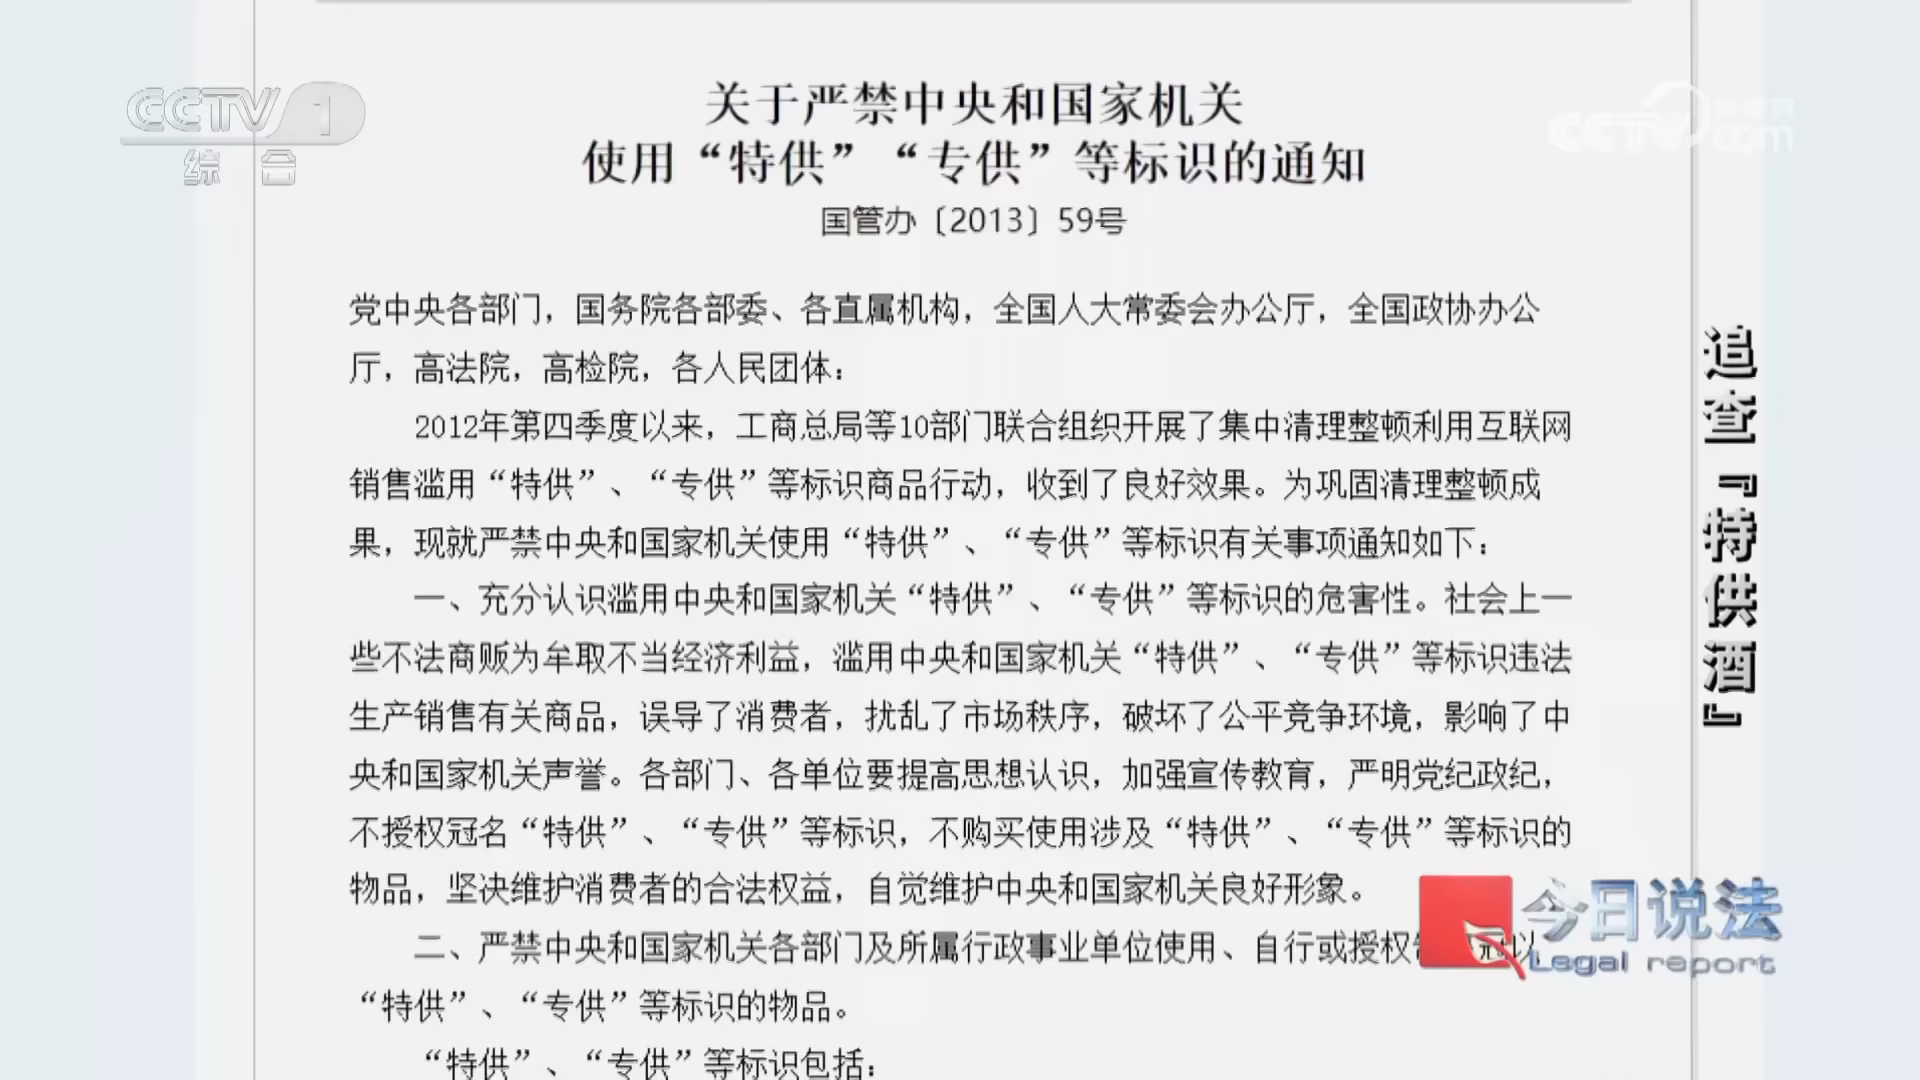 CCTV 1
综合
CCTV.com
关于严禁中央和国家机关
使用“特供”“专供”等标识的通知
国管办〔2013〕59号
党中央各部门，国务院各部委、各直属机构，全国人大常委会办公厅，全国政协办公
厅，高法院，高检院，各人民团体：
2012年第四季度以来，工商总局等10部门联合组织开展了集中清理整顿利用互联网
销售滥用“特供”、“专供”等标识商品行动，收到了良好效果。为巩固清理整顿成
果，现就严禁中央和国家机关使用“特供”、“专供”等标识有关事项通知如下：
一、充分认识滥用中央和国家机关“特供”、“专供”等标识的危害性。社会上一
些不法商贩为牟取不当经济利益，滥用中央和国家机关“特供”、“专供”等标识违法
生产销售有关商品，误导了消费者，扰乱了市场秩序，破坏了公平竞争环境，影响了中
央和国家机关声誉。各部门、各单位要提高思想认识，加强宣传教育，严明党纪政纪，
不授权冠名“特供”、“专供”等标识，不购买使用涉及“特供”、“专供”等标识的
物品，坚决维护消费者的合法权益，自觉维护中央和国家机关良好形象。
二、严禁中央和国家机关各部门及所属行政事业单位使用、自行或授权冠以
“特供”、“专供”等标识的物品。
“特供”、“专供”等标识包括：
追查『特供酒』
今日说法
Legal report